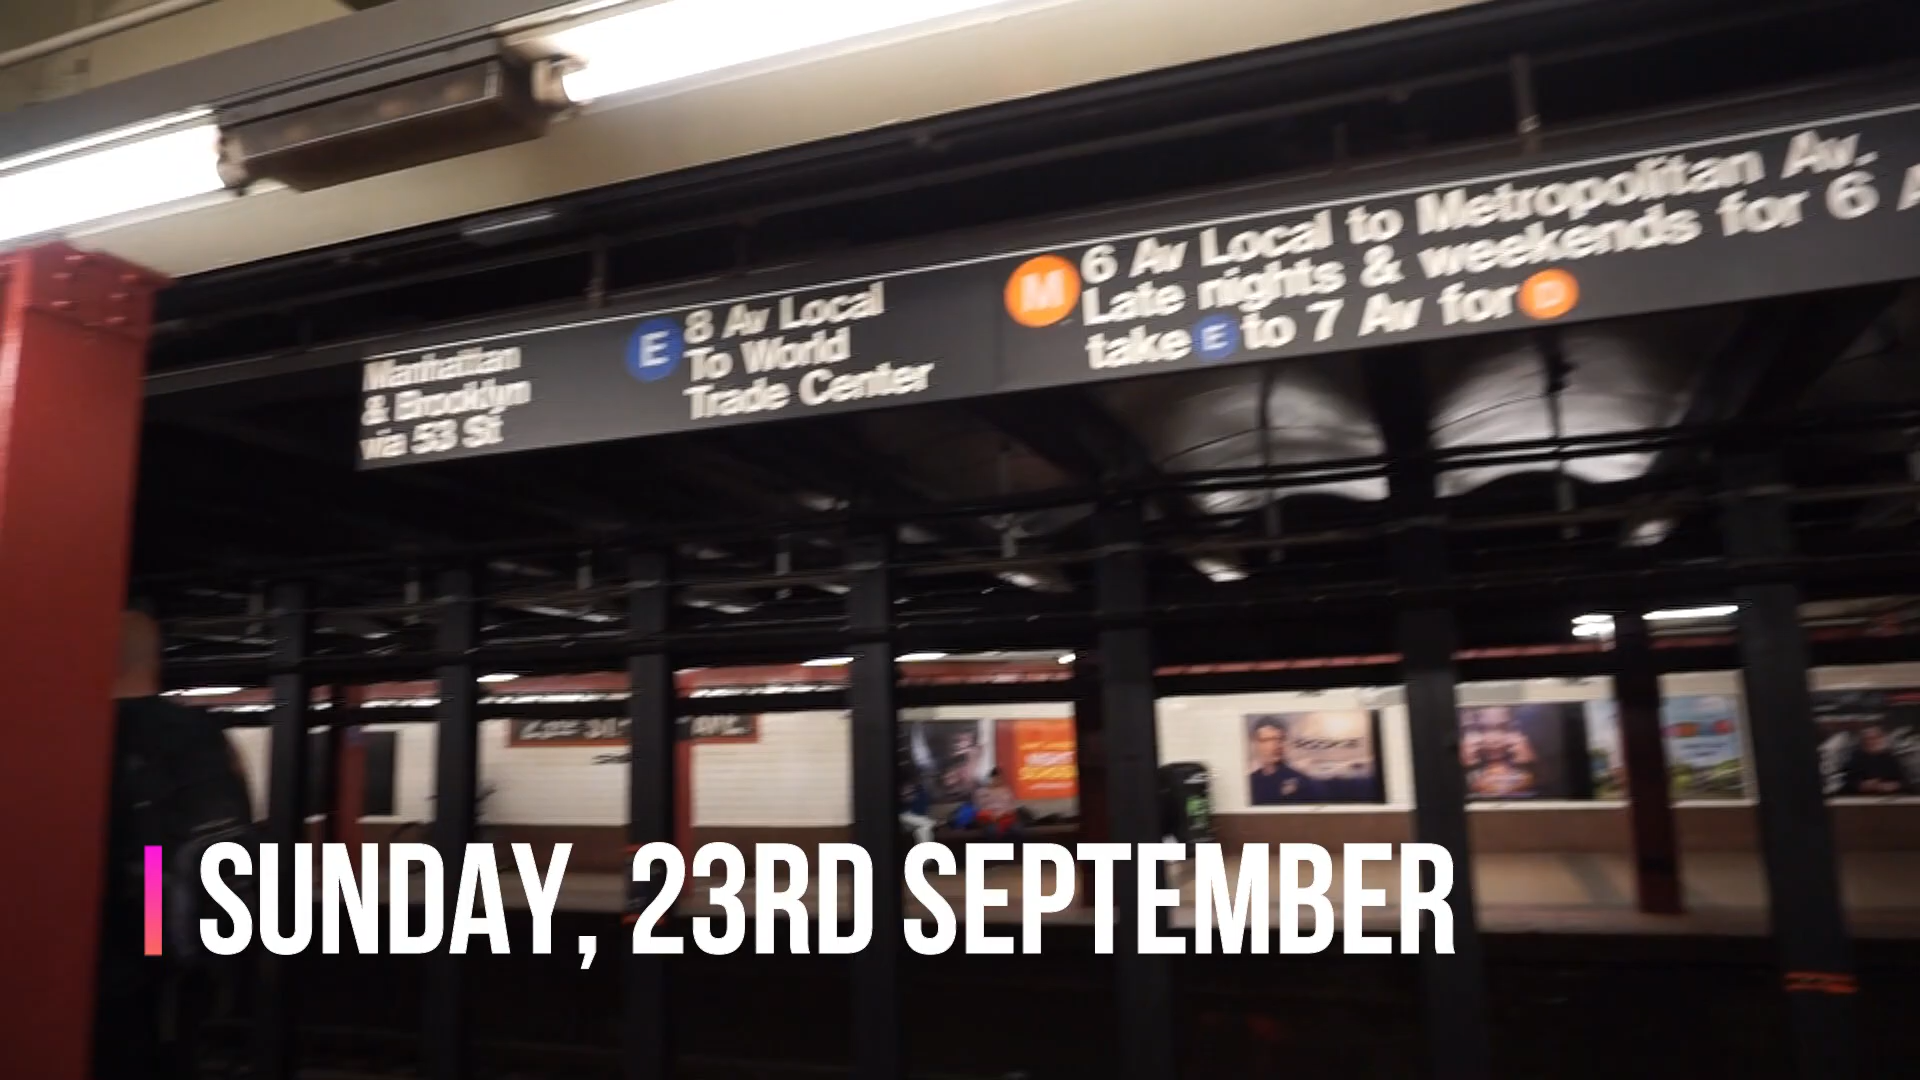 Manhattan
& Brooklyn
via 53 St
E
8 Av Local
To World
Trade Center
M
6 Av Local to Metropolitan Av.
Late nights & weekends for 6 A
take E to 7 Av for D
SUNDAY, 23RD SEPTEMBER